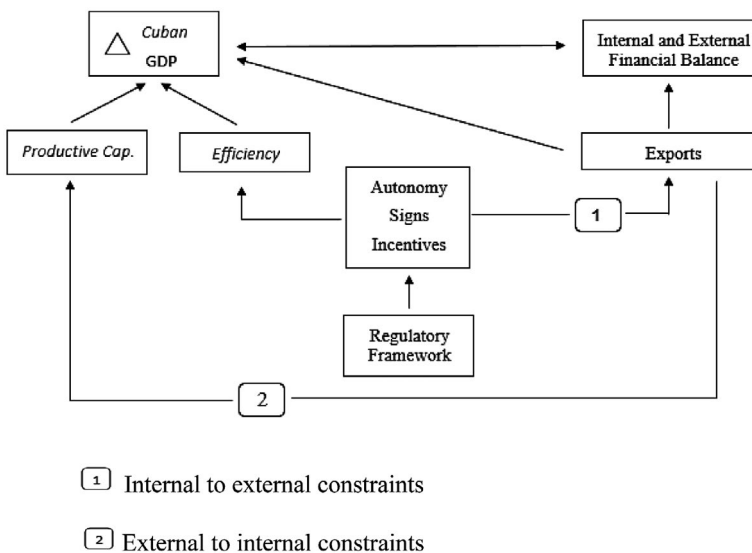 Cuban
GDP
Internal and External
Financial Balance
Productive Cap.
Efficiency
Exports
Autonomy
Signs
Incentives
1
Regulatory
Framework
2
1 Internal to external constraints
2 External to internal constraints